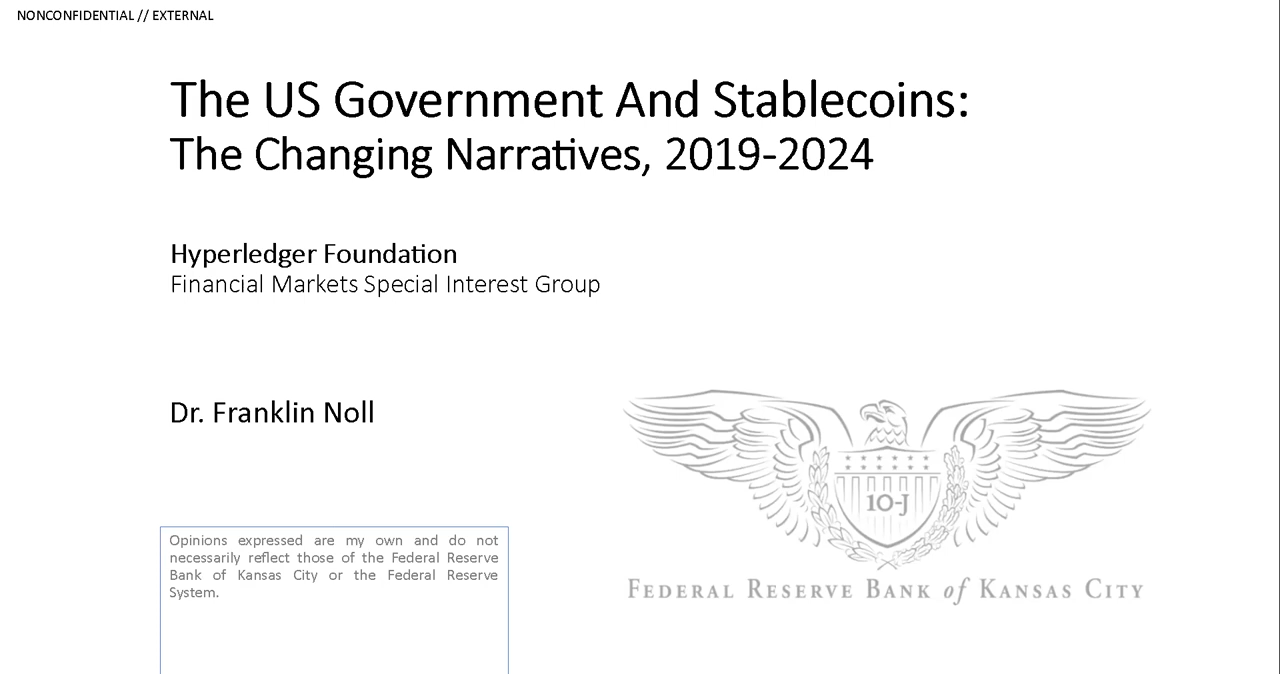 NONCONFIDENTIAL // EXTERNAL
The US Government And Stablecoins:
The Changing Narratives, 2019-2024
Hyperledger Foundation
Financial Markets Special Interest Group
Dr. Franklin Noll
10-J
Opinions expressed are my own and do not
necessarily reflect those of the Federal Reserve
Bank of Kansas City or the Federal Reserve
System.
FEDERAL RESERVE BANK of KANSAS CITY